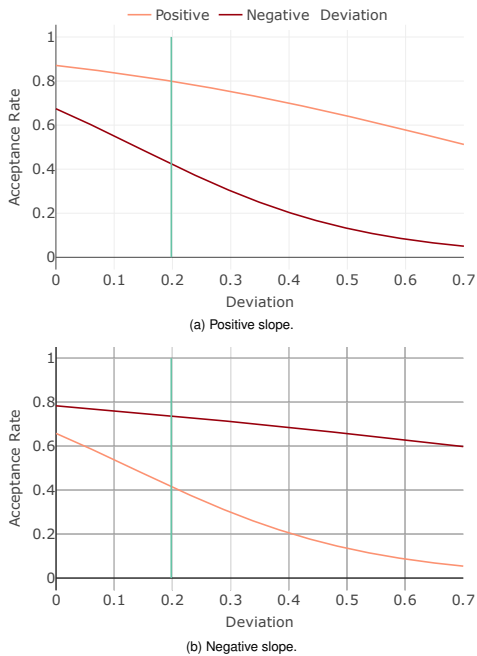 Positive Negative Deviation
1
0.8
0.6
0.4
0.2
0
Acceptance Rate
0 0.1 0.2 0.3 0.4 0.5 0.6 0.7
Deviation
(a) Positive slope.
1
0.8
0.6
0.4
0.2
0
Acceptance Rate
0 0.1 0.2 0.3 0.4 0.5 0.6 0.7
Deviation
(b) Negative slope.